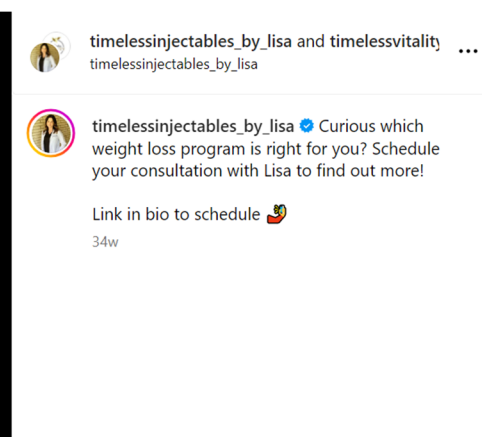 timelessinjectables_by_lisa and timelessvitality
timelessinjectables_by_lisa
timelessinjectables_by_lisa Curious which
weight loss program is right for you? Schedule
your consultation with Lisa to find out more!
Link in bio to schedule 🤳
34w